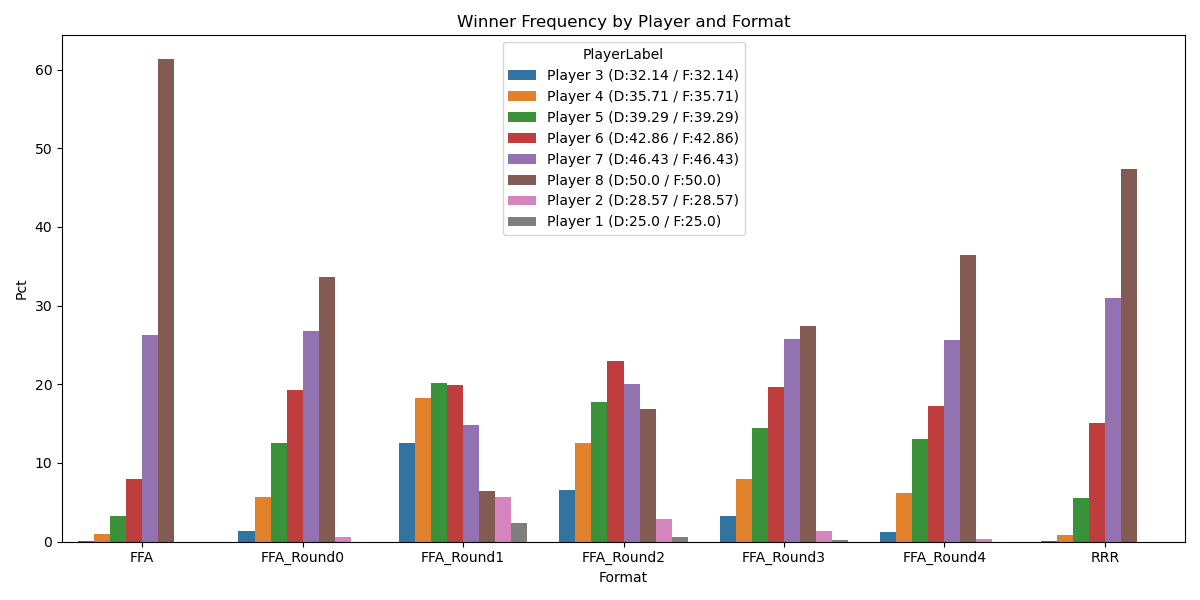 Winner Frequency by Player and Format
PlayerLabel
Player 3 (D:32.14 / F:32.14)
Player 4 (D:35.71 / F:35.71)
Player 5 (D:39.29 / F:39.29)
Player 6 (D:42.86 / F:42.86)
Player 7 (D:46.43 / F:46.43)
Player 8 (D:50.0 / F:50.0)
Player 2 (D:28.57 / F:28.57)
Player 1 (D:25.0 / F:25.0)
Pct
60
50
40
30
20
10
0
FFA
FFA_Round0
FFA_Round1
FFA_Round2
FFA_Round3
FFA_Round4
RRR
Format